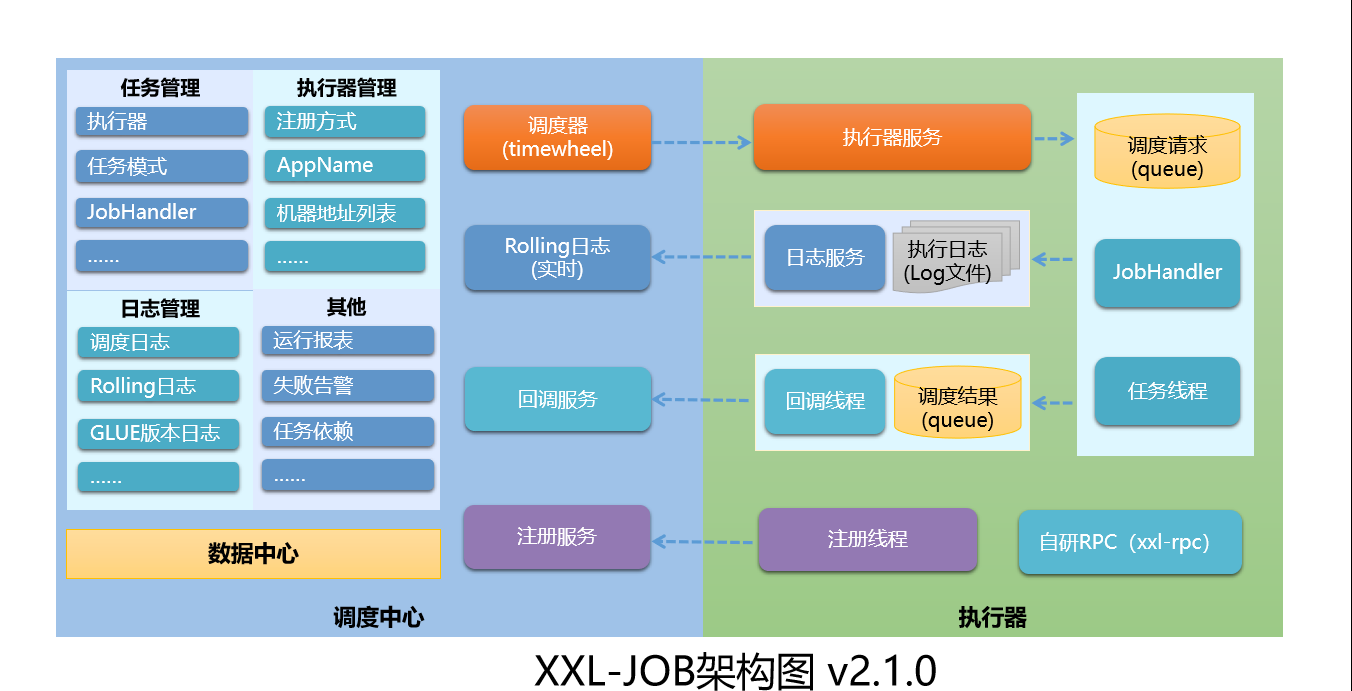 任务管理
执行器
任务模式
JobHandler
......
执行器管理
注册方式
AppName
机器地址列表
......
日志管理
调度日志
Rolling日志
GLUE版本日志
......
其他
运行报表
失败告警
任务依赖
......
数据中心
调度器
(timewheel)
Rolling日志
(实时)
回调服务
注册服务
调度中心
执行器服务
日志服务
执行日志
(Log文件)
回调线程
调度结果
(queue)
注册线程
调度请求
(queue)
JobHandler
任务线程
自研RPC（xxl-rpc）
执行器
XXL-JOB架构图 v2.1.0